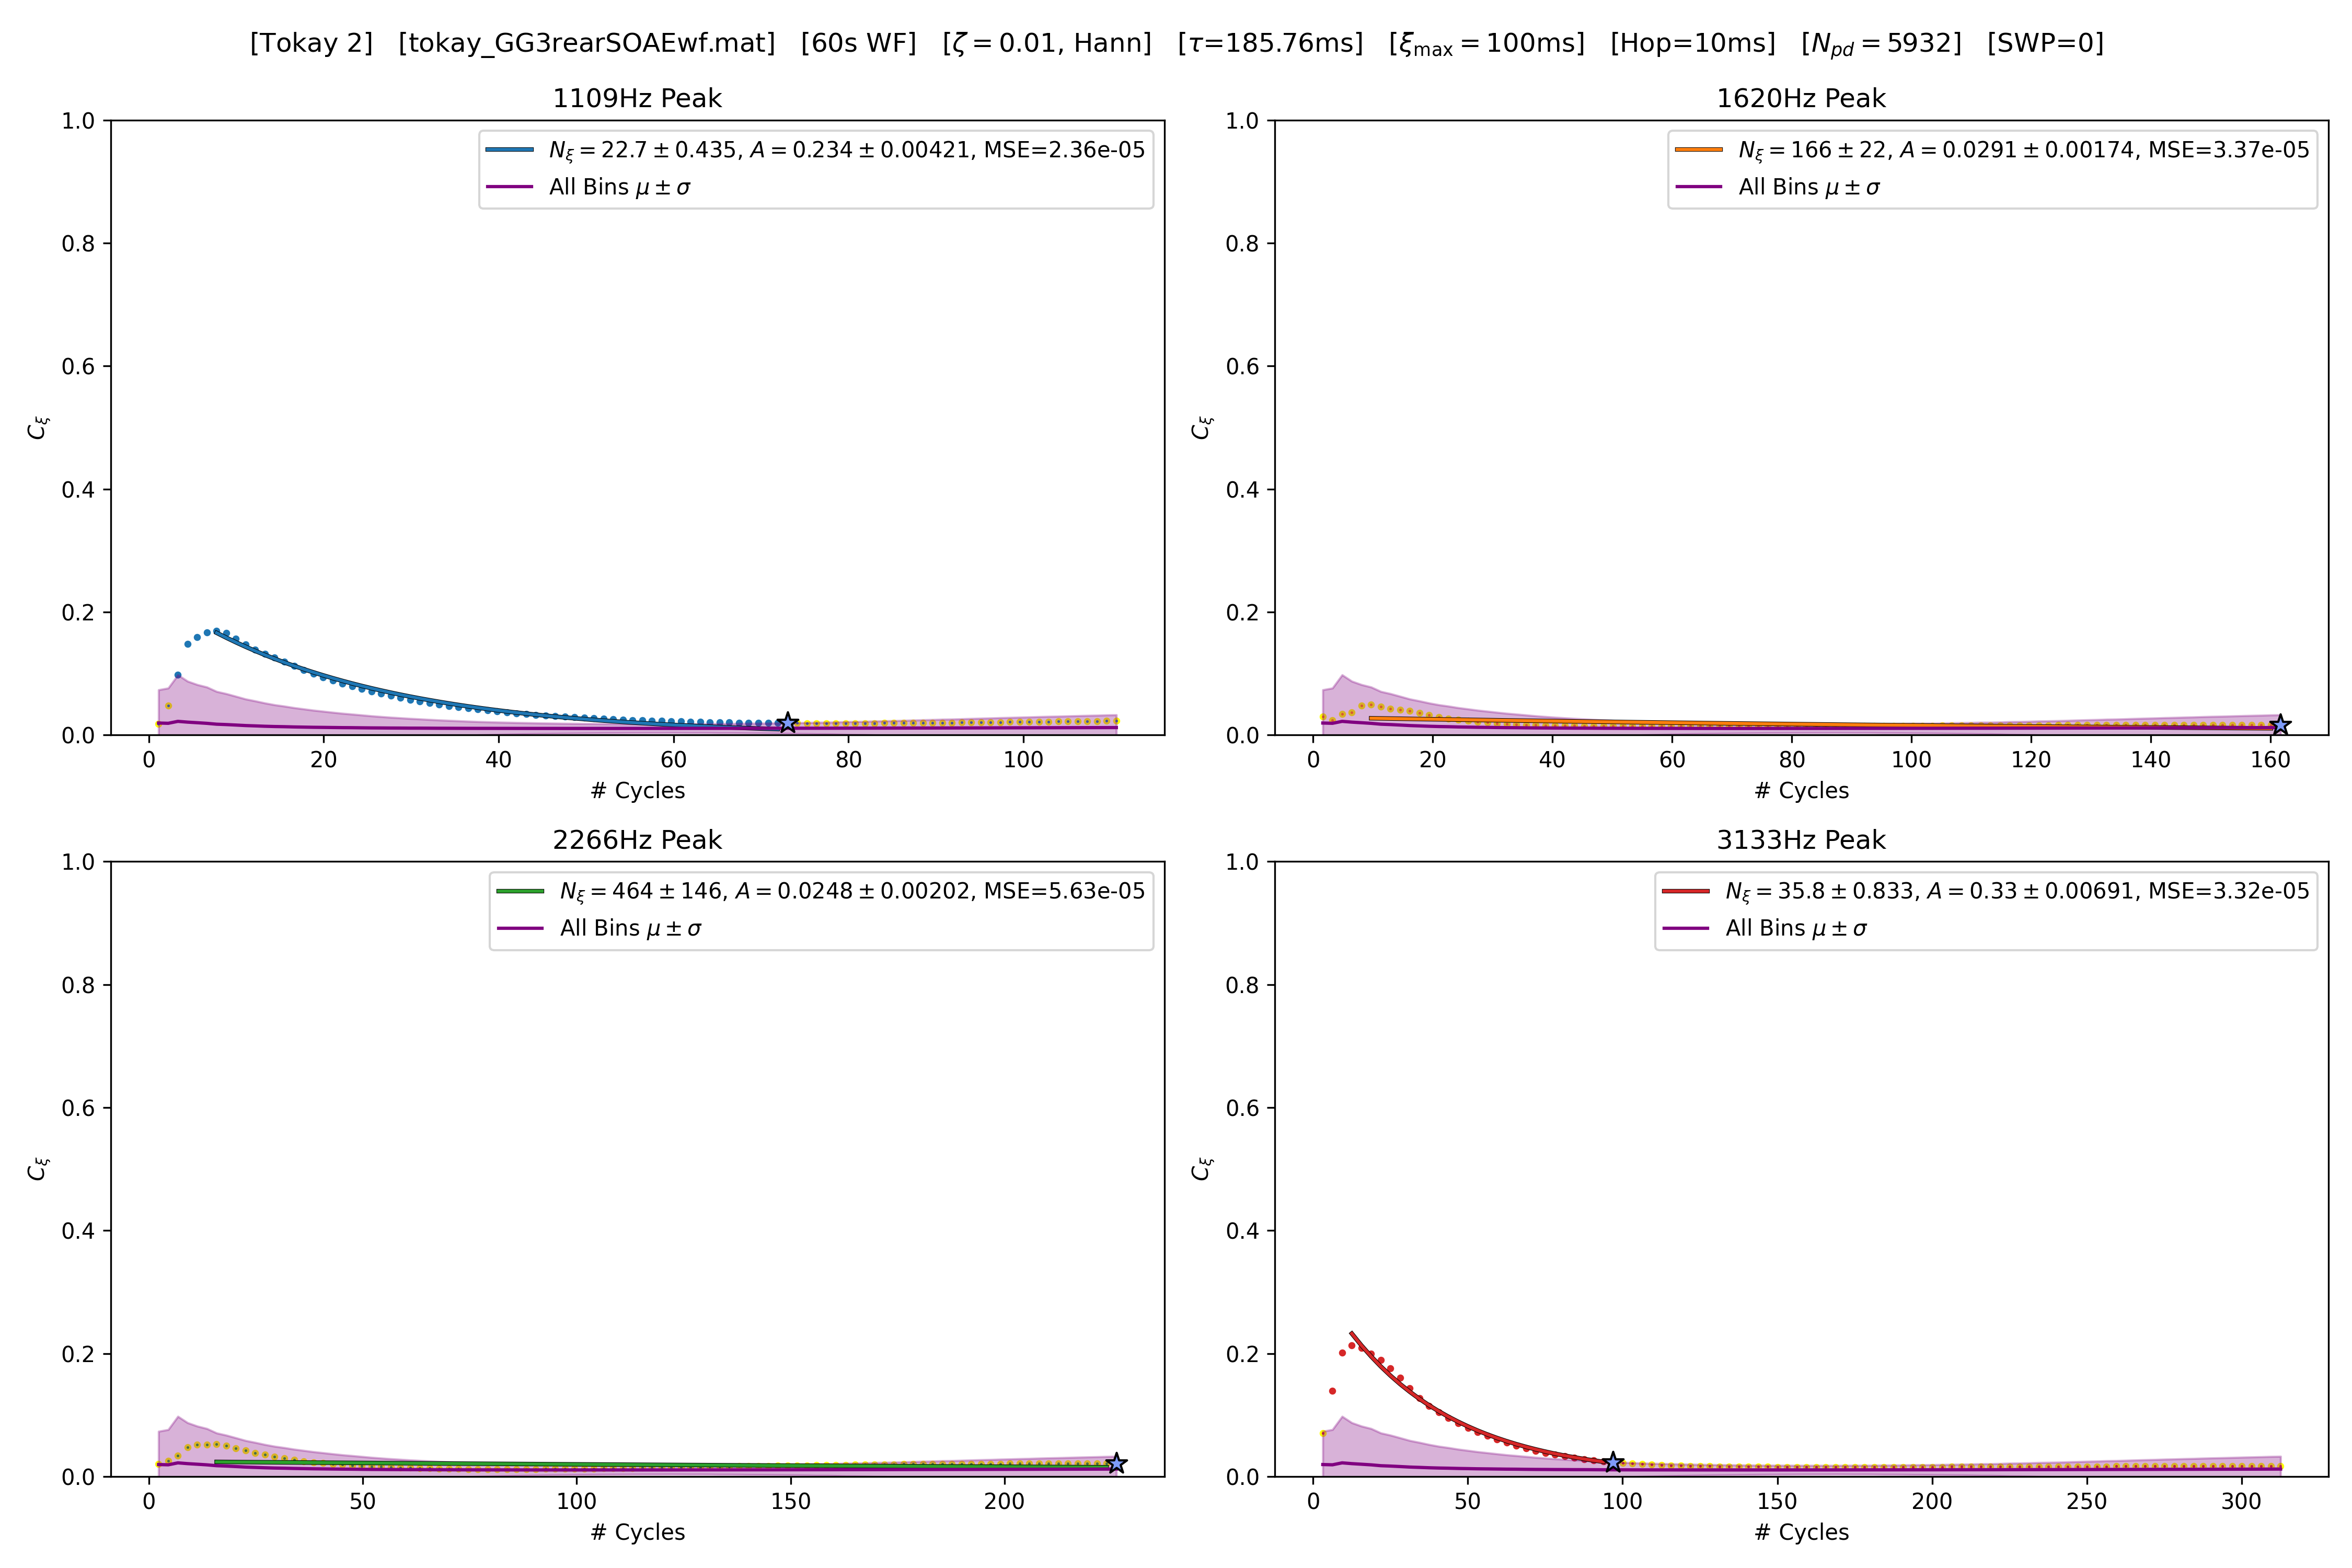 [Tokay 2] [tokay_GG3rearSOAEwf.mat] [60s WF] [ζ = 0.01, Hann] [τ=185.76ms] [ξmax = 100ms] [Hop=10ms] [Npd = 5932] [SWP=0]
1109Hz Peak
1.0
0.8
0.6
0.4
0.2
0.0
Cξ
0 20 40 60 80 100
# Cycles
Nξ = 22.7 ± 0.435, A = 0.234 ± 0.00421, MSE=2.36e-05
All Bins μ ± σ
1620Hz Peak
1.0
0.8
0.6
0.4
0.2
0.0
Cξ
0 20 40 60 80 100 120 140 160
# Cycles
Nξ = 166 ± 22, A = 0.0291 ± 0.00174, MSE=3.37e-05
All Bins μ ± σ
2266Hz Peak
1.0
0.8
0.6
0.4
0.2
0.0
Cξ
0 50 100 150 200
# Cycles
Nξ = 464 ± 146, A = 0.0248 ± 0.00202, MSE=5.63e-05
All Bins μ ± σ
3133Hz Peak
1.0
0.8
0.6
0.4
0.2
0.0
Cξ
0 50 100 150 200 250 300
# Cycles
Nξ = 35.8 ± 0.833, A = 0.33 ± 0.00691, MSE=3.32e-05
All Bins μ ± σ